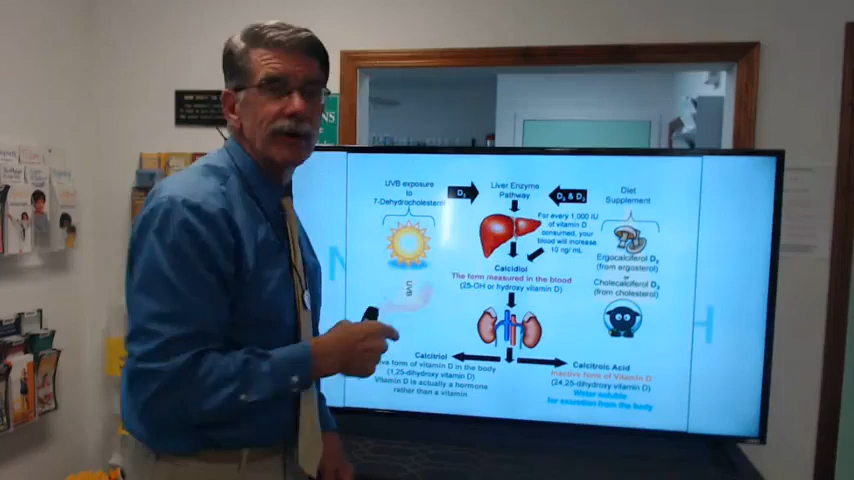 UVB exposure
to
7-Dehydrocholesterol
D3
Liver Enzyme
Pathway
D2 & D3
Diet
Supplement
For every 1,000 IU
of vitamin D
consumed, your
blood will increase
10 ng/ mL
Ergocalciferol D2
(from ergosterol)
or
Cholecalciferol D3
(from cholesterol)
UVB
Calcidiol
The form measured in the blood
(25-OH or hydroxy vitamin D)
Calcitriol
ive form of vitamin D in the body
(1,25-dihydroxy vitamin D)
Vitamin D is actually a hormone
rather than a vitamin
Calcitroic Acid
Inactive form of Vitamin D
(24,25-dihydroxy vitamin D)
Water soluble
for excretion from the body